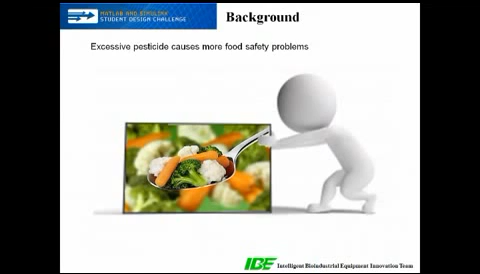 MATLAB AND SIMULINK
STUDENT DESIGN CHALLENGE
Background
Excessive pesticide causes more food safety problems
IBE Intelligent Bioindustrial Equipment Innovation Team